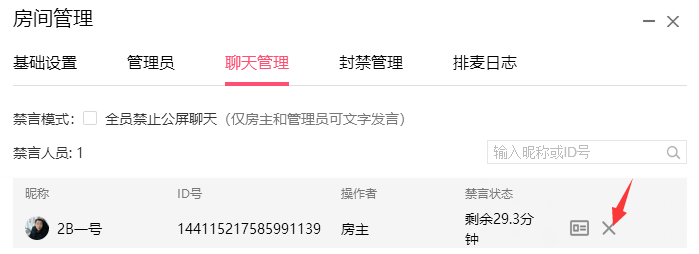 房间管理
基础设置 管理员 聊天管理 封禁管理 排麦日志
禁言模式： 全员禁止公屏聊天（仅房主和管理员可文字发言）
禁言人员: 1
输入昵称或ID号
昵称 ID号 操作者 禁言状态
2B一号 144115217585991139 房主 剩余29.3分
钟